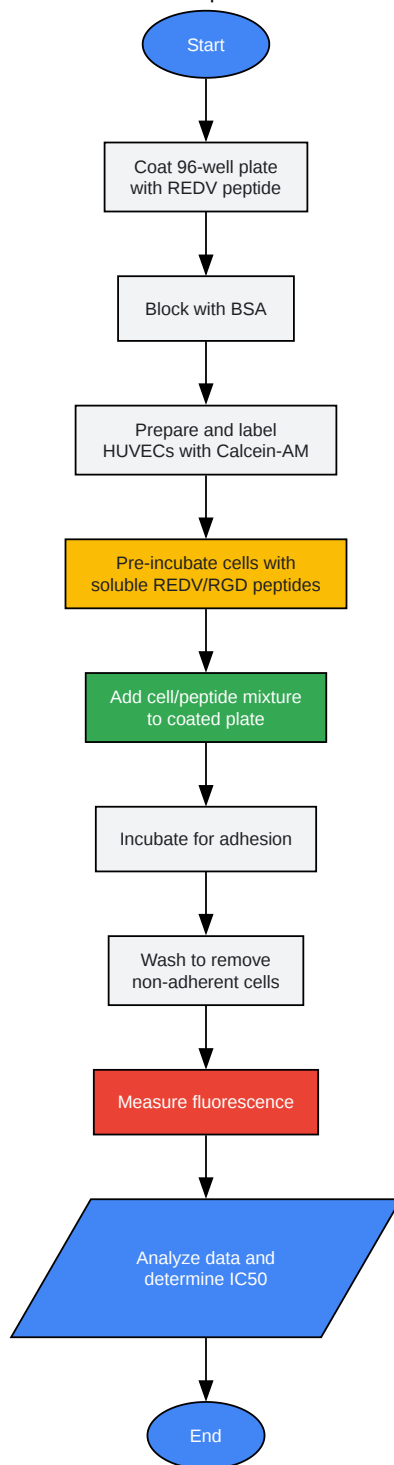 Start
Coat 96-well plate
with REDV peptide
Block with BSA
Prepare and label
HUVECs with Calcein-AM
Pre-incubate cells with
soluble REDV/RGD peptides
Add cell/peptide mixture
to coated plate
Incubate for adhesion
Wash to remove
non-adherent cells
Measure fluorescence
Analyze data and
determine IC50
End